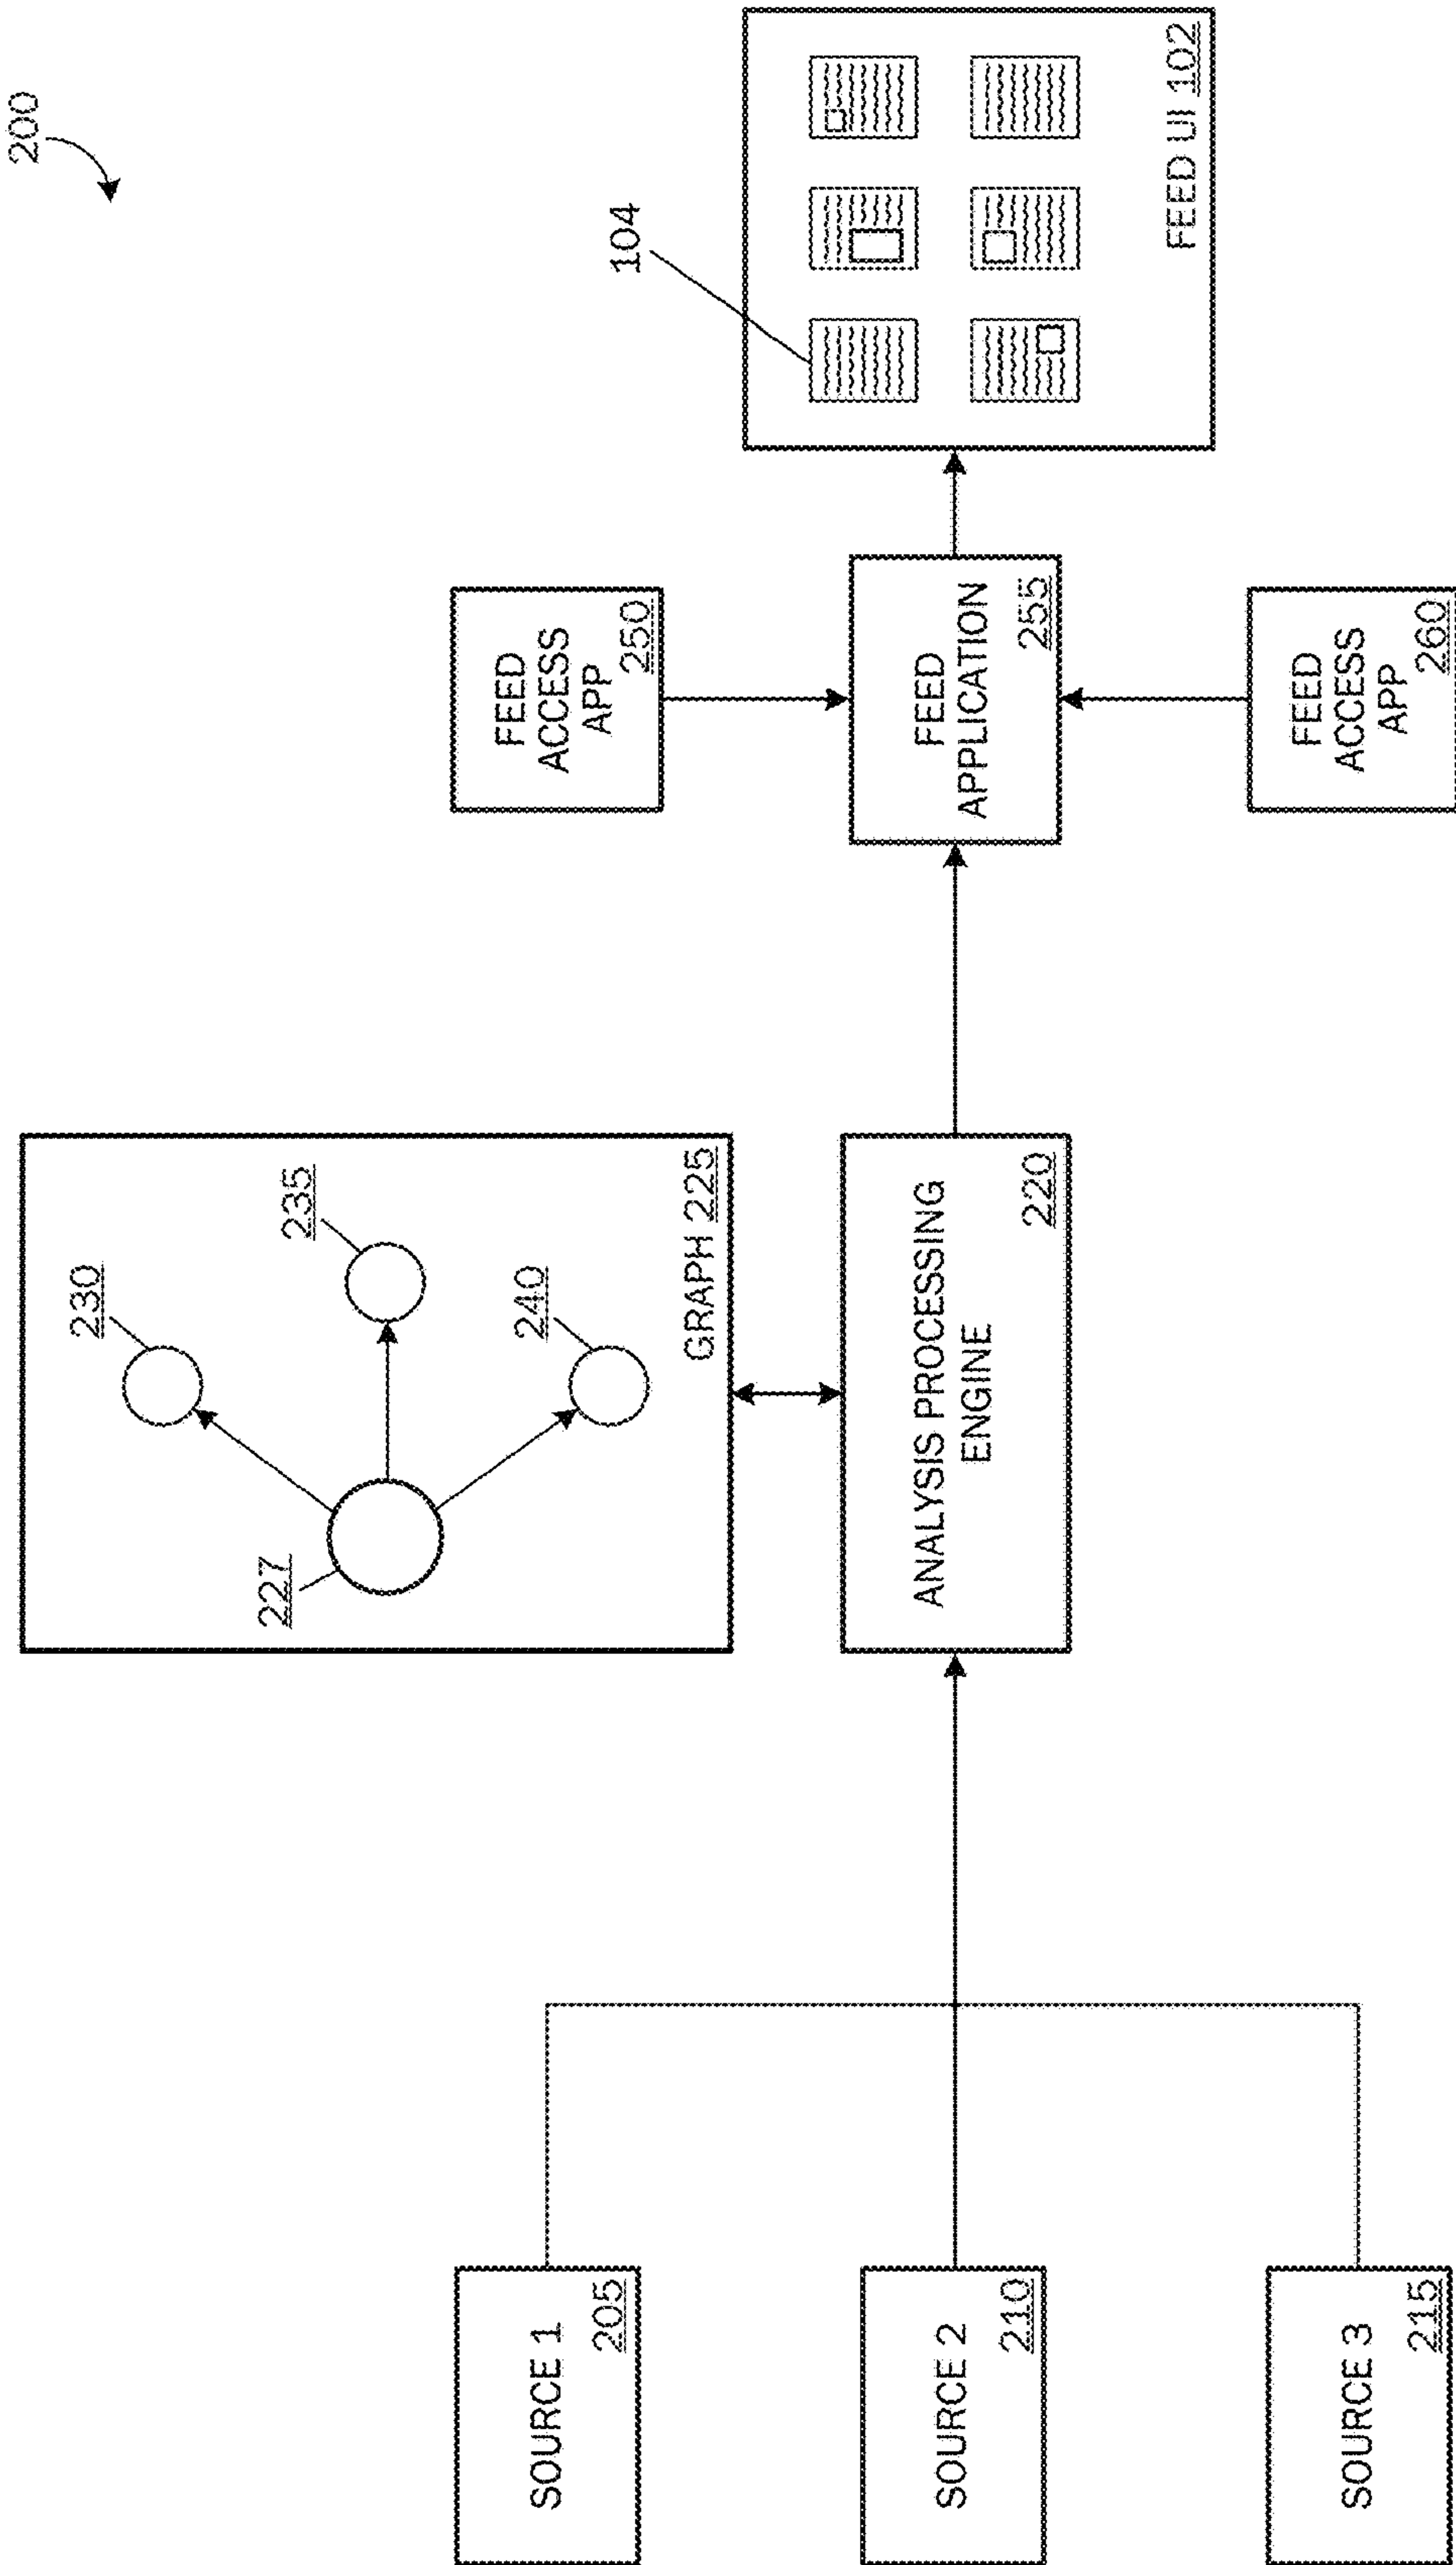 200
230
235
227
240
GRAPH 225
SOURCE 1
205
SOURCE 2
210
SOURCE 3
215
ANALYSIS PROCESSING
ENGINE
220
FEED
ACCESS
APP
250
FEED
APPLICATION
255
FEED
ACCESS
APP
260
104
FEED UI 102